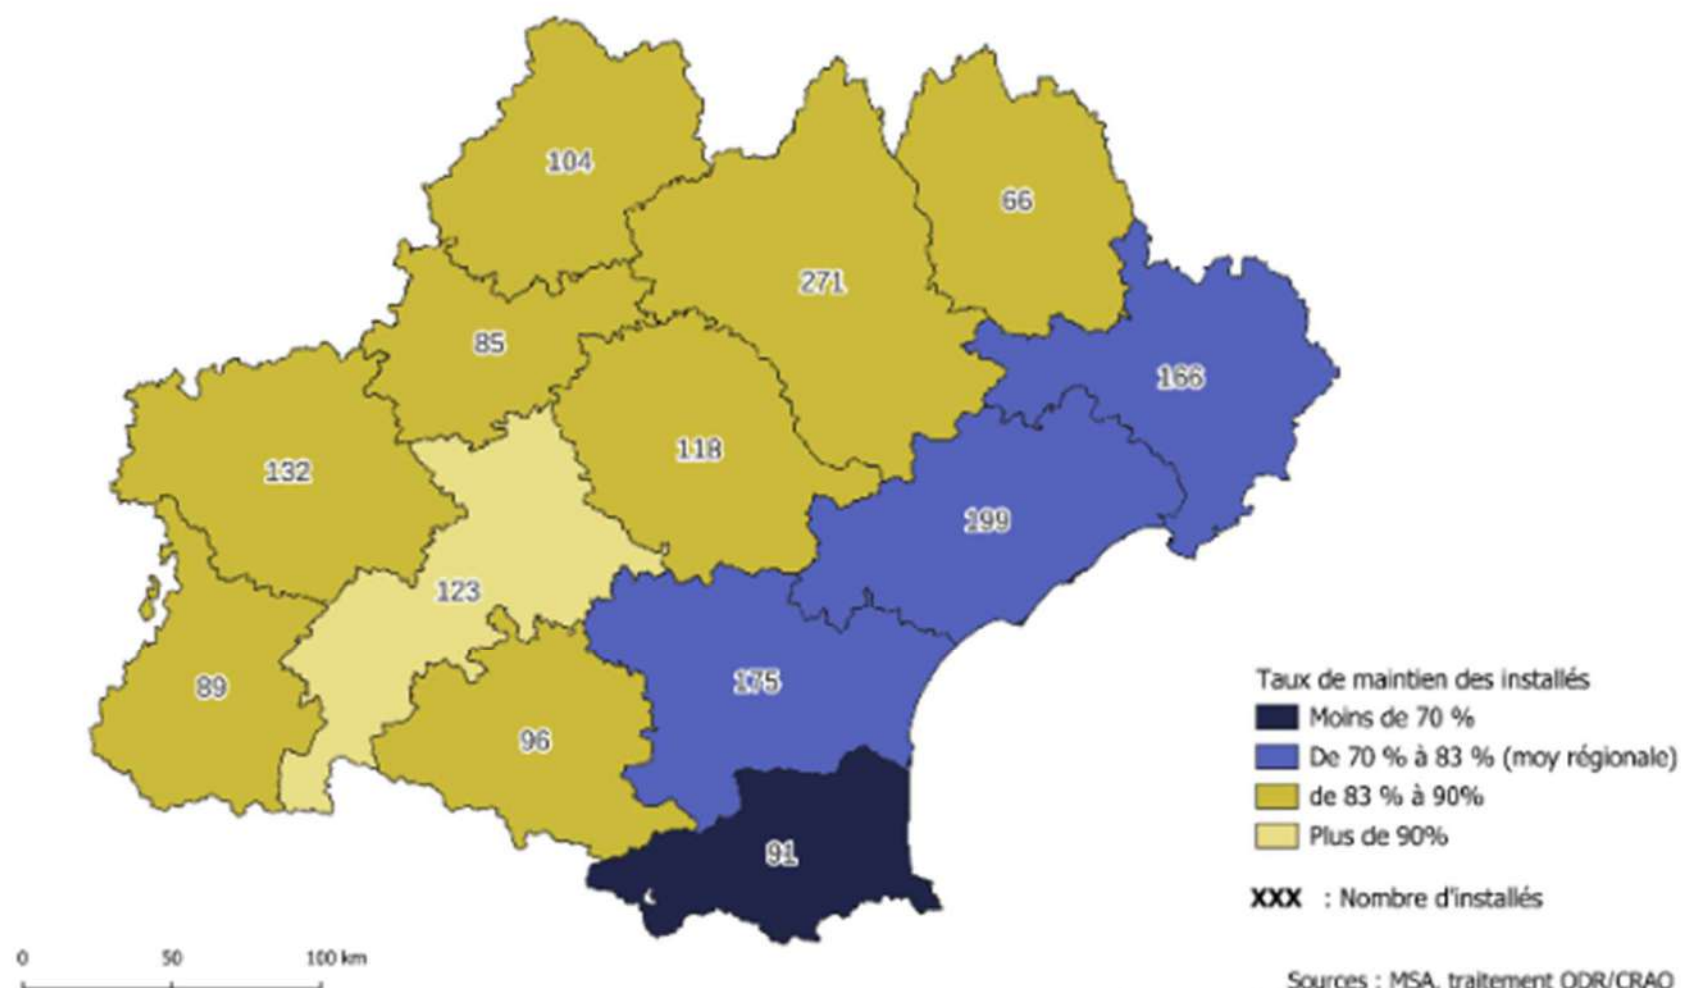 104
66
271
85
166
118
132
199
123
175
89
96
91
Taux de maintien des installés
Moins de 70 %
De 70 % à 83 % (moy régionale)
de 83 % à 90%
Plus de 90%
XXX : Nombre d'installés
0 50 100 km
Sources : MSA, traitement ODR/CRAO